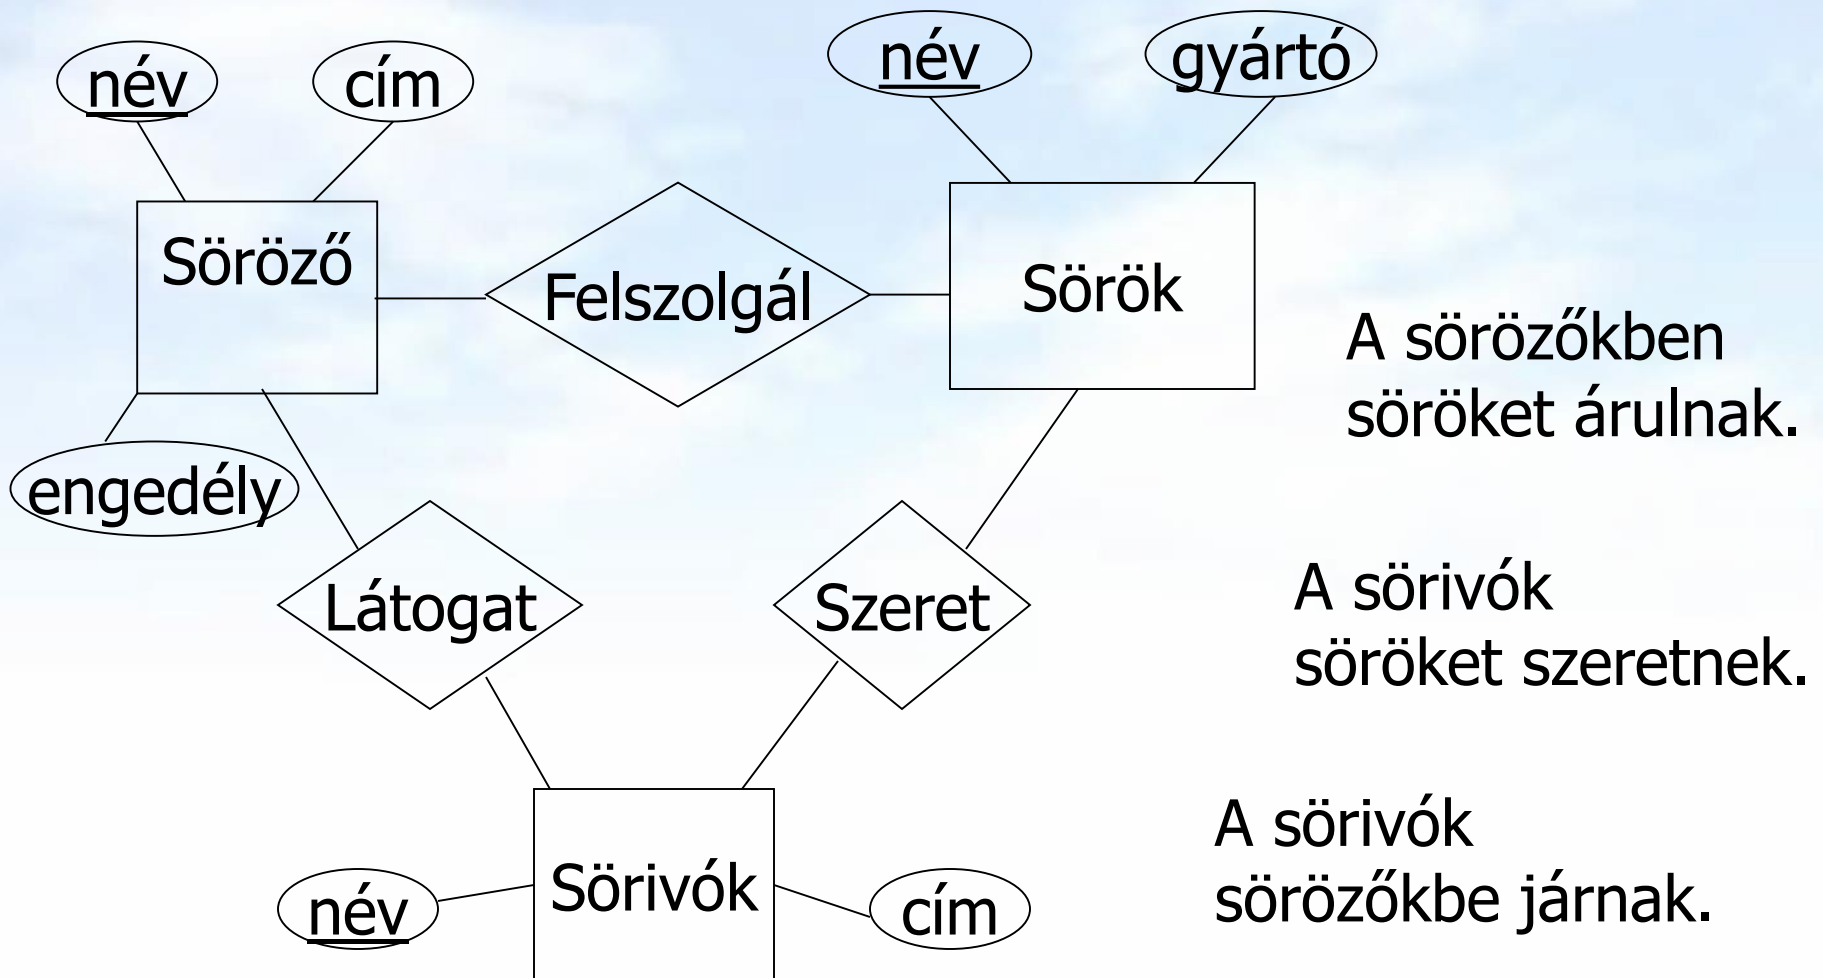 név
cím
név
gyártó
Söröző
Felszolgál
Sörök
A sörözőkben
söröket árulnak.
engedély
Látogat
Szeret
A sörivók
söröket szeretnek.
A sörivók
sörözőkbe járnak.
Sörivók
név
cím